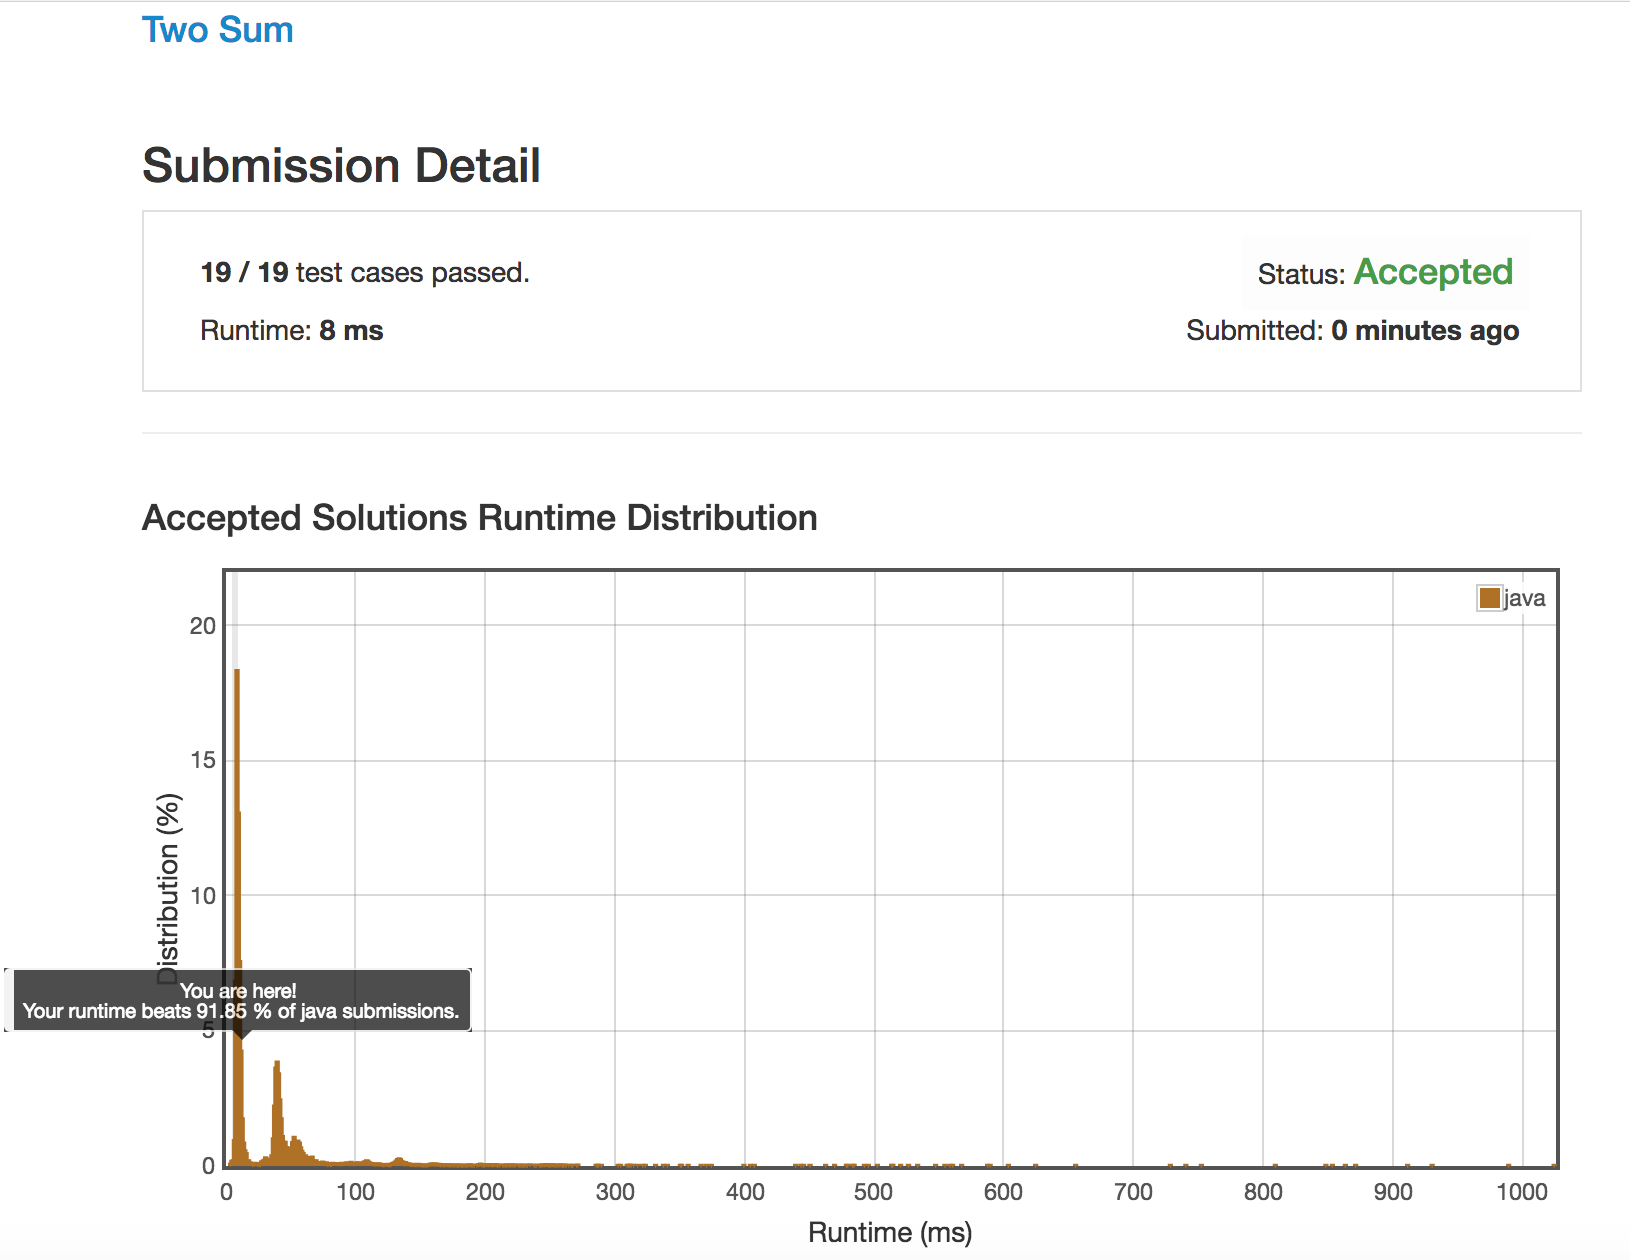 Two Sum
Submission Detail
19 / 19 test cases passed.
Status: Accepted
Runtime: 8 ms
Submitted: 0 minutes ago
Accepted Solutions Runtime Distribution
java
20
15
10
5
0
Distribution (%)
You are here!
Your runtime beats 91.85 % of java submissions.
0 100 200 300 400 500 600 700 800 900 1000
Runtime (ms)